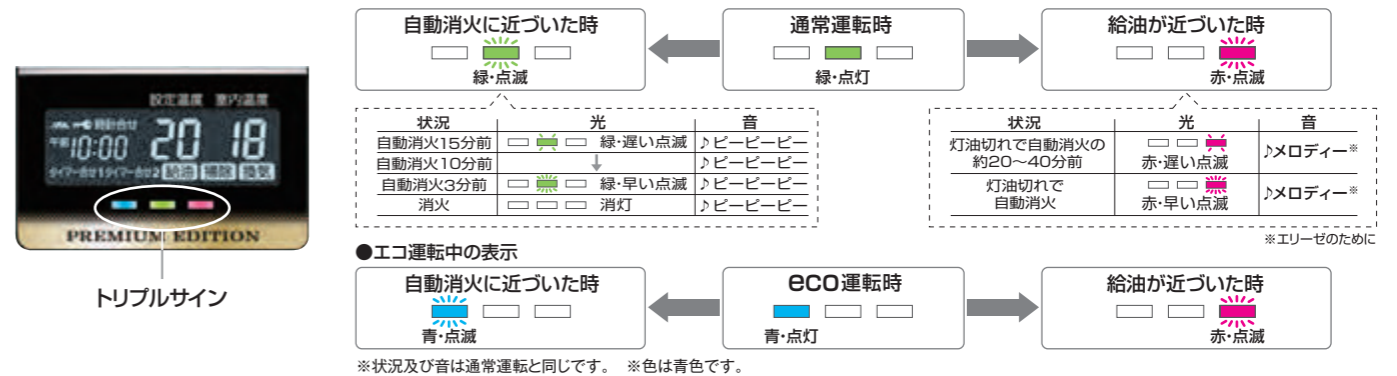 設定温度 室内温度
時計合せ
午前10:00 20 18
タイマー合せ1 タイマー合せ2 給油 掃除 換気
PREMIUM EDITION
トリプルサイン
自動消火に近づいた時
緑・点滅
通常運転時
緑・点灯
給油が近づいた時
赤・点滅
状況 光 音
自動消火15分前 緑・遅い点滅 ♪ピーピーピー
自動消火10分前 ↓ ♪ピーピーピー
自動消火3分前 緑・早い点滅 ♪ピーピーピー
消火 消灯 ♪ピーピーピー
状況 光 音
灯油切れで自動消火の
約20〜40分前 赤・遅い点滅 ♪メロディー※
灯油切れで
自動消火 赤・早い点滅 ♪メロディー※
※エリーゼのために
●エコ運転中の表示
自動消火に近づいた時
青・点滅
eco運転時
青・点灯
給油が近づいた時
赤・点滅
※状況及び音は通常運転と同じです。 ※色は青色です。